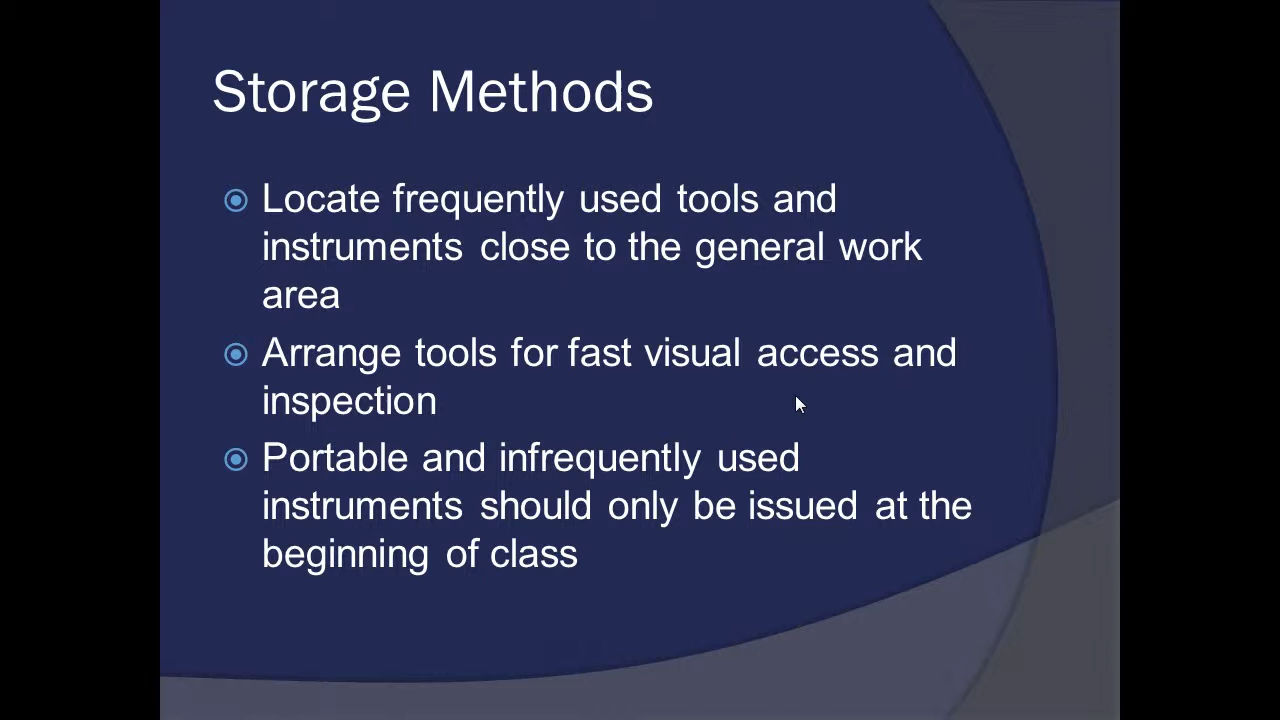 Storage Methods
Locate frequently used tools and
instruments close to the general work
area
Arrange tools for fast visual access and
inspection
Portable and infrequently used
instruments should only be issued at the
beginning of class